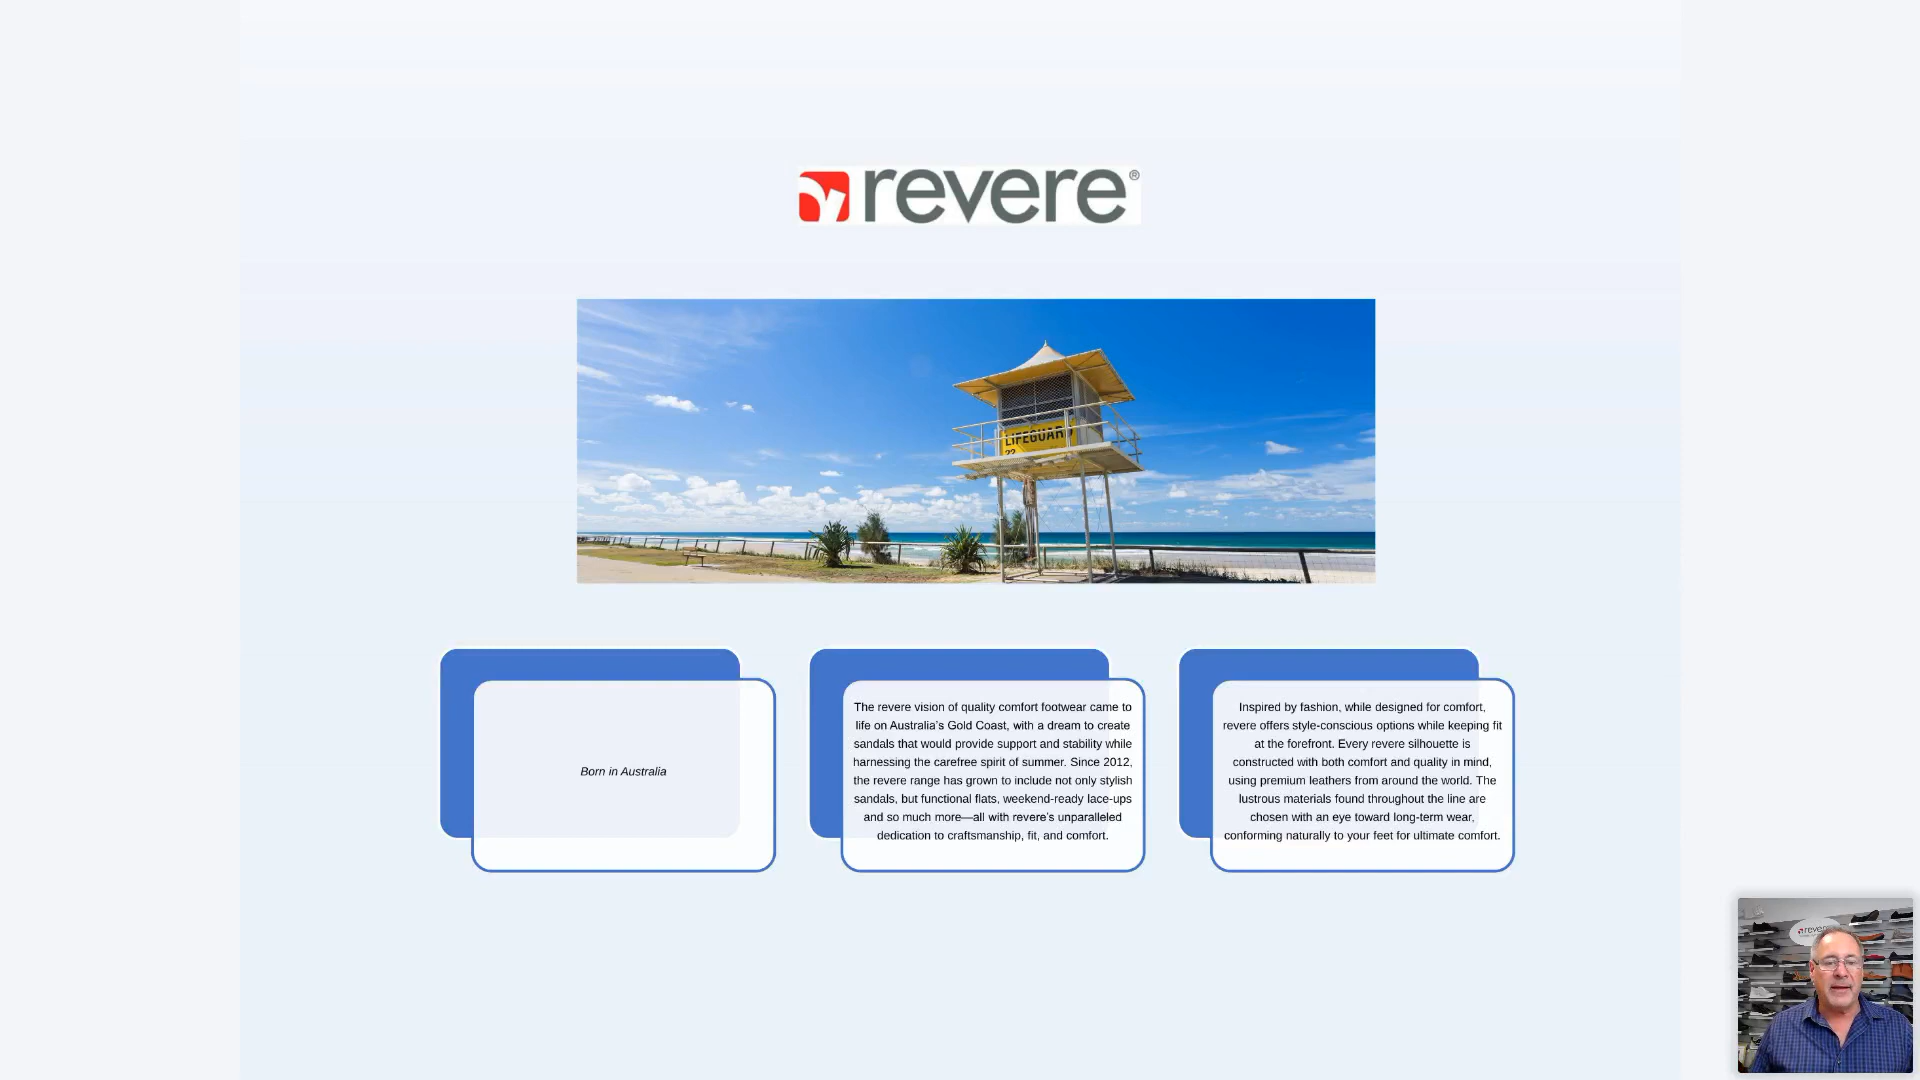 revere®
LIFEGUARD
22
Born in Australia
The revere vision of quality comfort footwear came to
life on Australia’s Gold Coast, with a dream to create
sandals that would provide support and stability while
harnessing the carefree spirit of summer. Since 2012,
the revere range has grown to include not only stylish
sandals, but functional flats, weekend-ready lace-ups
and so much more—all with revere’s unparalleled
dedication to craftsmanship, fit, and comfort.
Inspired by fashion, while designed for comfort,
revere offers style-conscious options while keeping fit
at the forefront. Every revere silhouette is
constructed with both comfort and quality in mind,
using premium leathers from around the world. The
lustrous materials found throughout the line are
chosen with an eye toward long-term wear,
conforming naturally to your feet for ultimate comfort.
revere